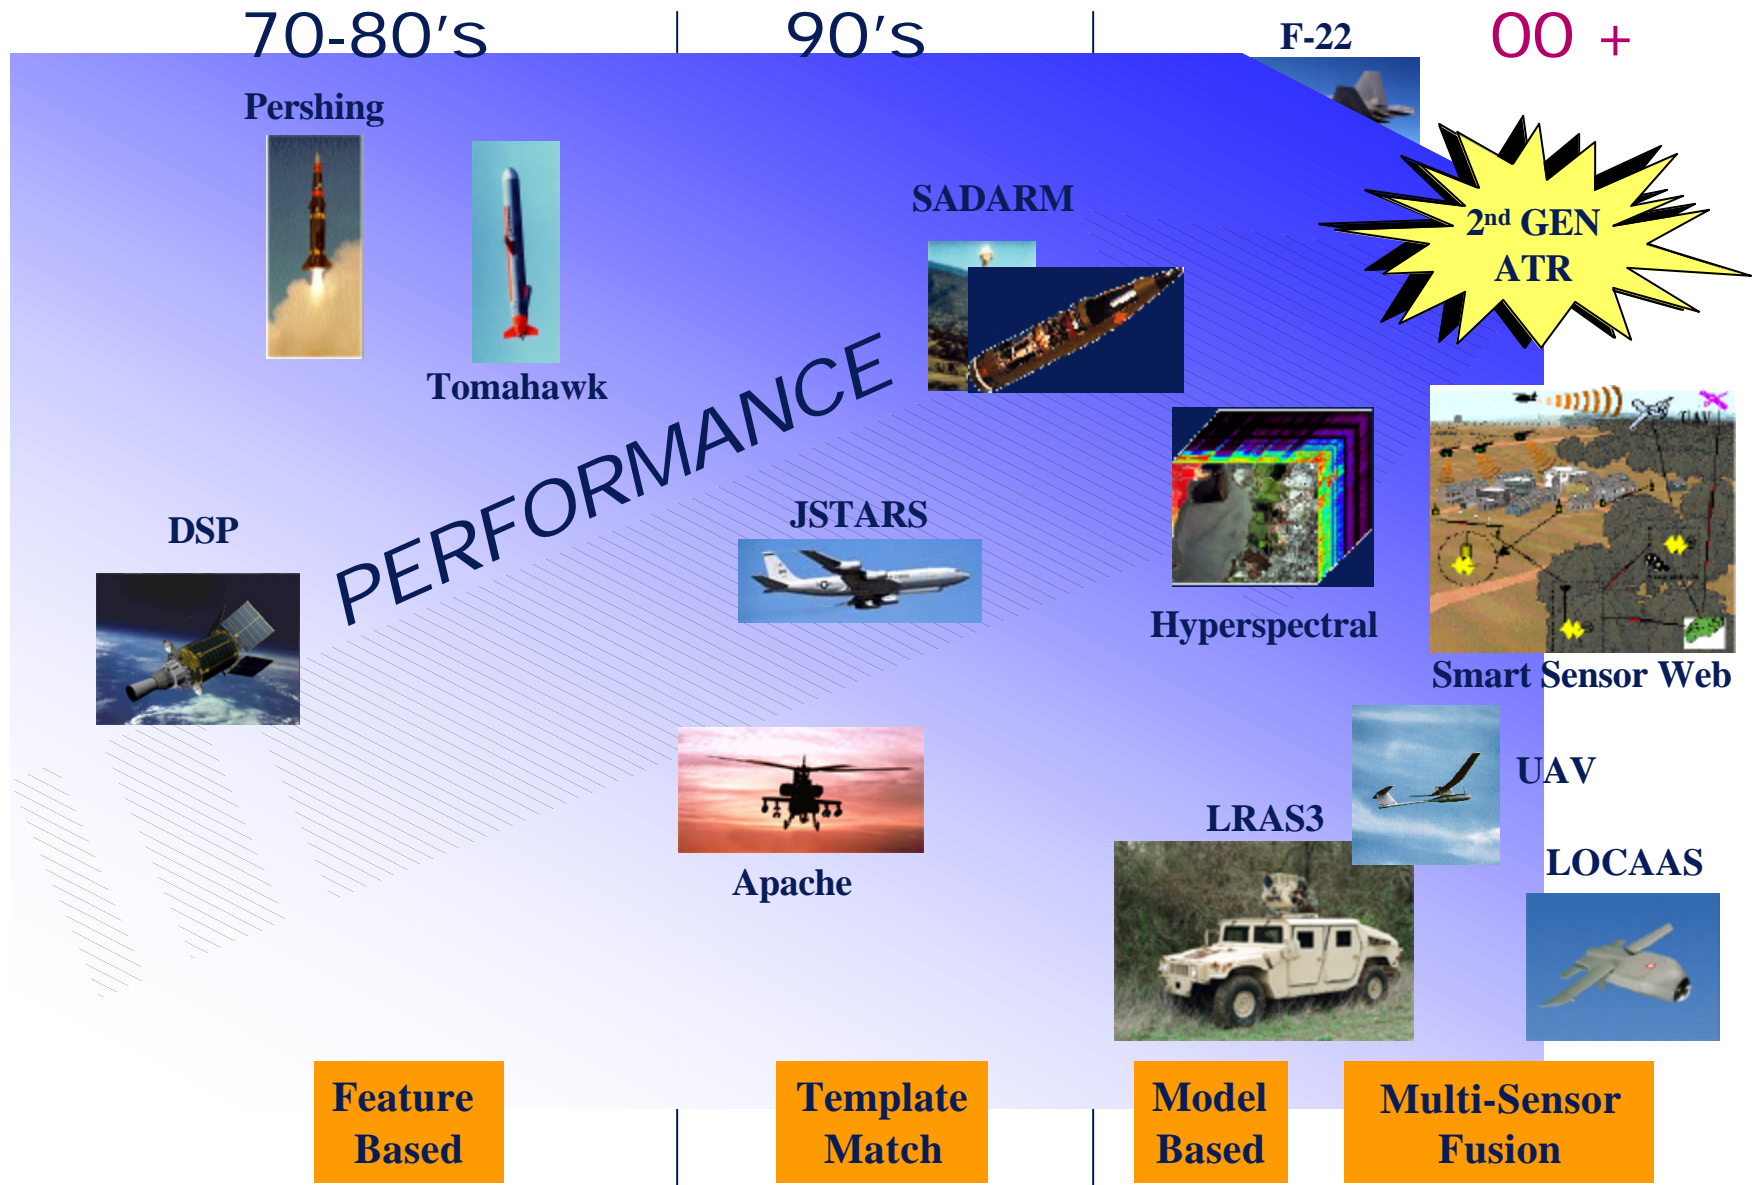 70-80's
90's
F-22
00 +
Pershing
SADARM
2nd GEN
ATR
Tomahawk
PERFORMANCE
DSP
JSTARS
Hyperspectral
Smart Sensor Web
UAV
LRAS3
LOCAAS
Apache
Feature
Based
Template
Match
Model
Based
Multi-Sensor
Fusion